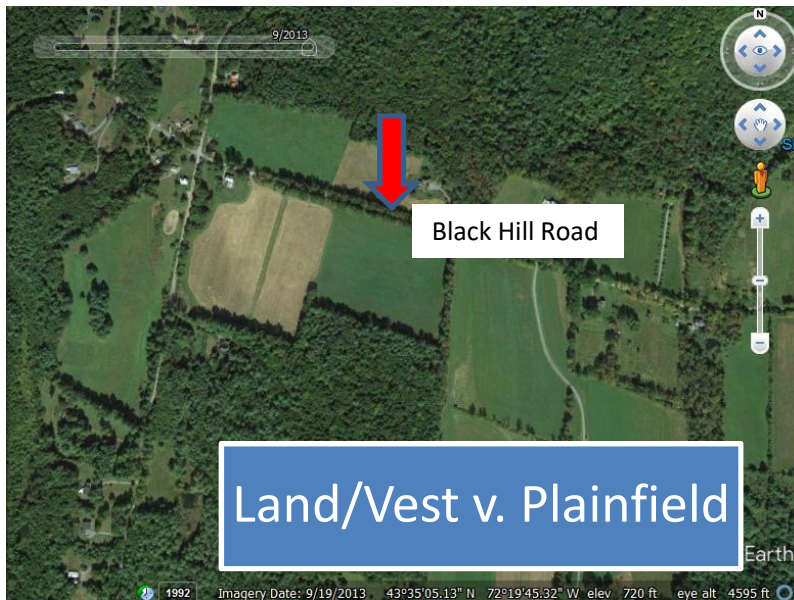 9/2013
N
S
Black Hill Road
Land/Vest v. Plainfield
Earth
1992 Imagery Date: 9/19/2013 43°35'05.13" N 72°19'45.32" W elev 720 ft eye alt 4595 ft